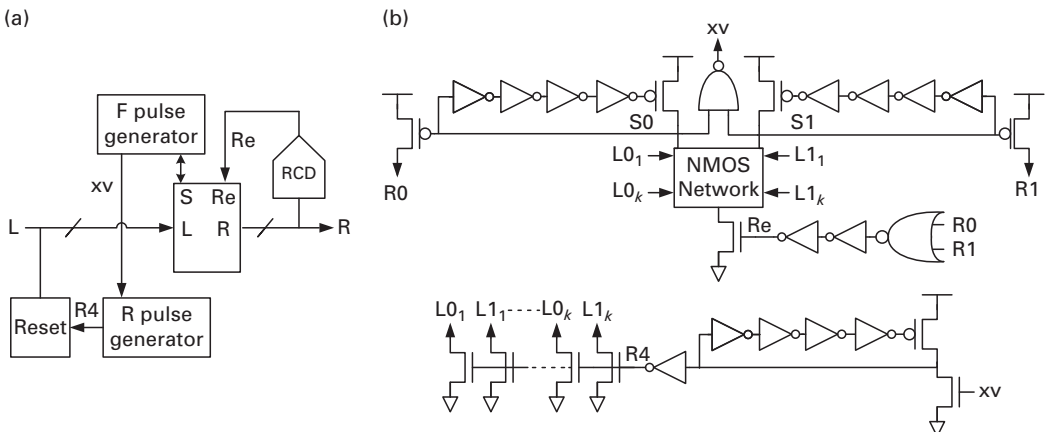 (a)
F pulse
generator
Re
RCD
xv
S Re
L
L R
R
Reset
R4
R pulse
generator
(b)
xv
S0
S1
R0
R1
L0₁
L1₁
NMOS
Network
L0ₖ
L1ₖ
Re
R0
R1
L0₁ L1₁ L0ₖ L1ₖ
R4
xv